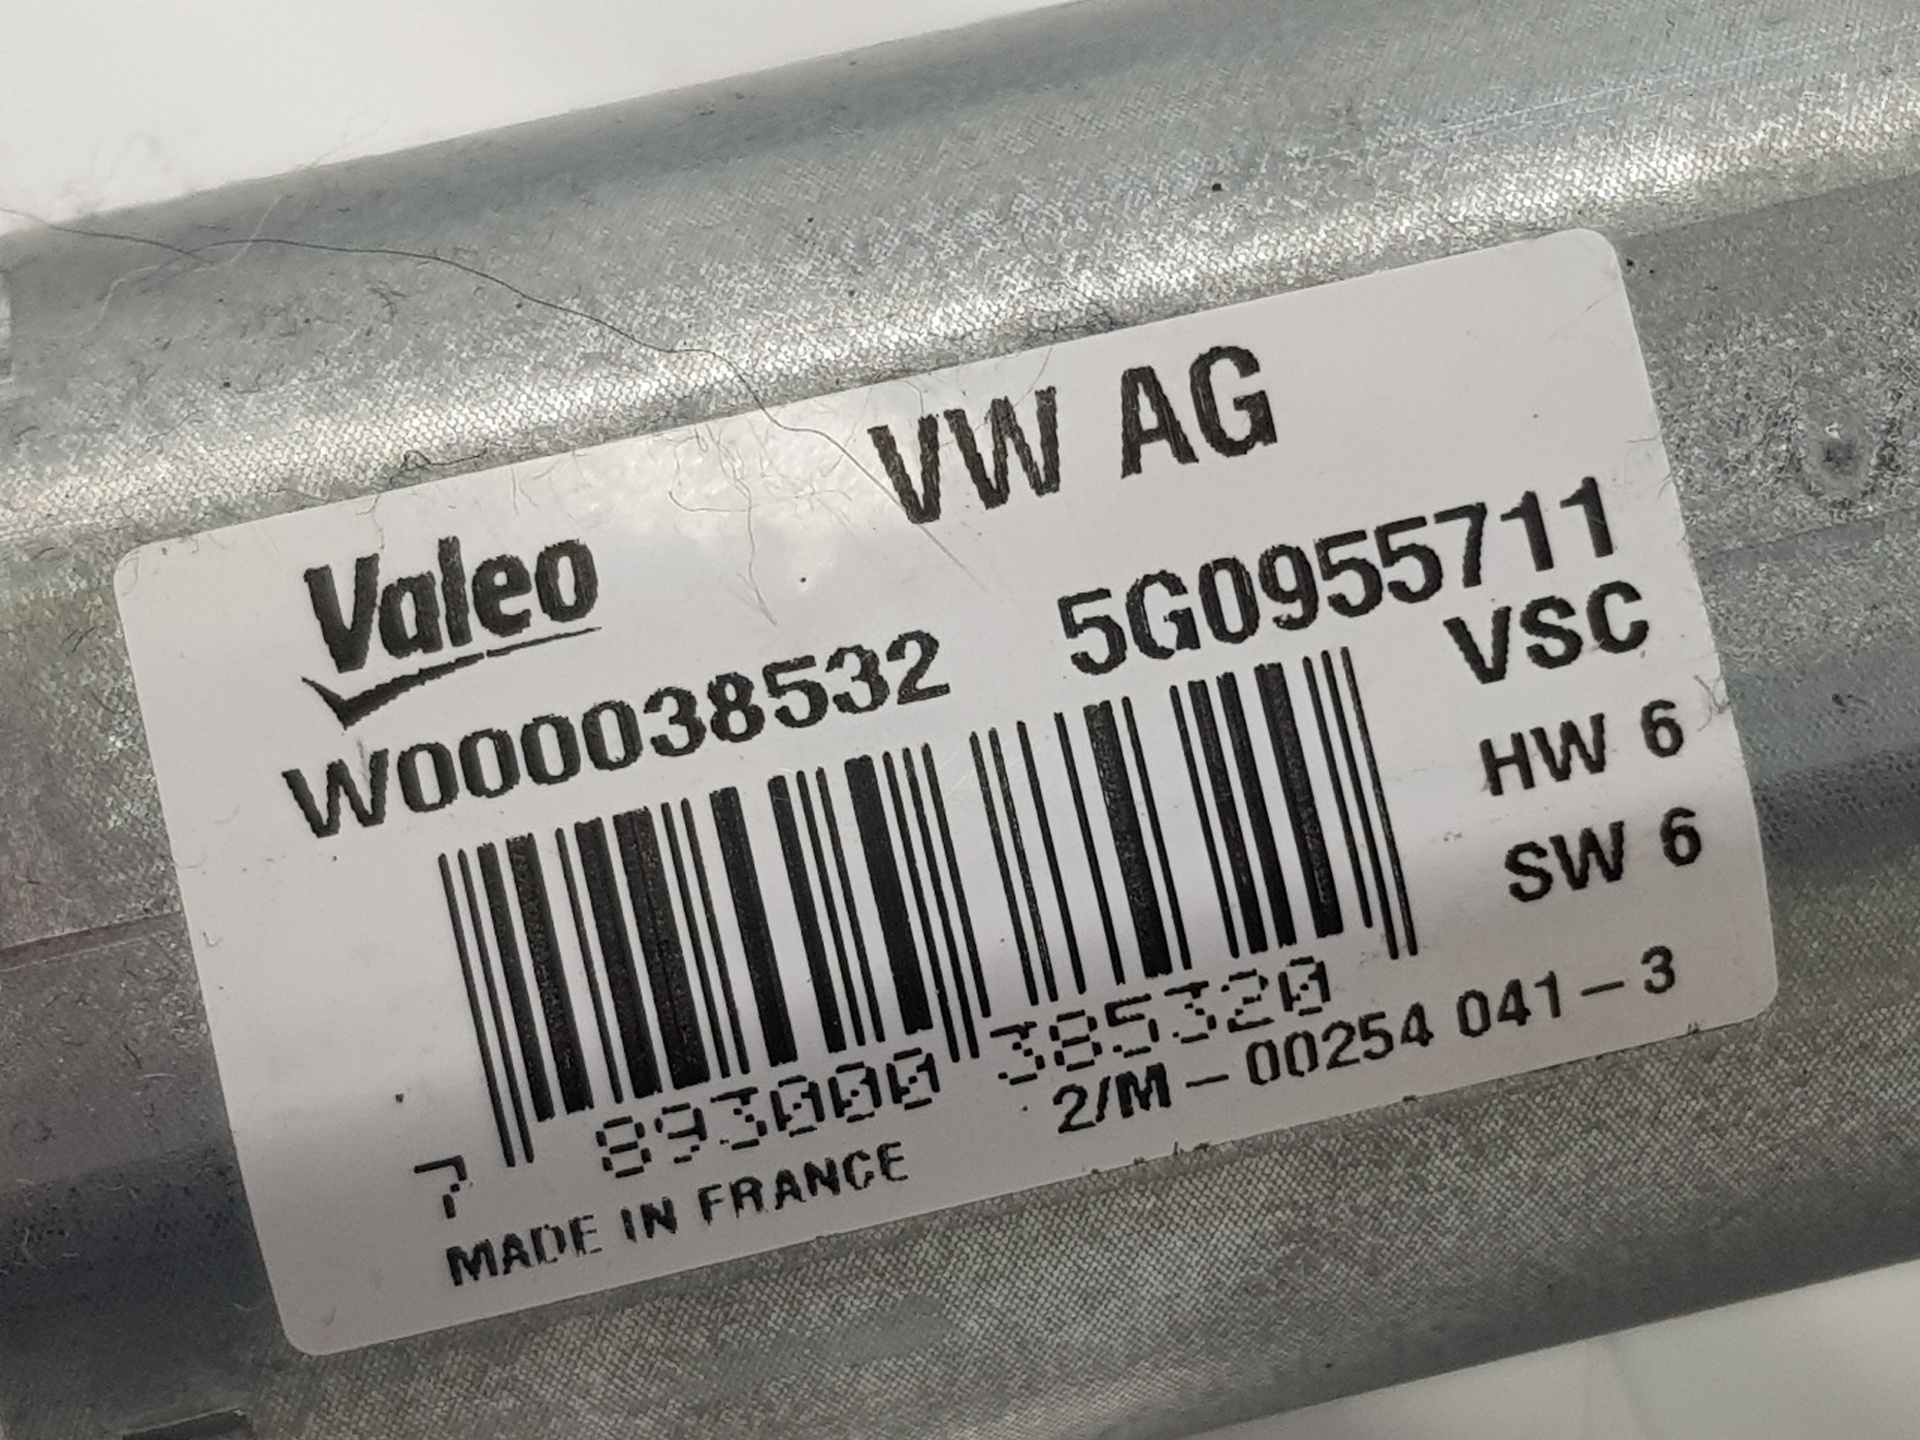 VW AG
Valeo
W000038532 5G0955711
VSC
HW 6
SW 6
7 893000 385320
2/M-00254 041-3
MADE IN FRANCE